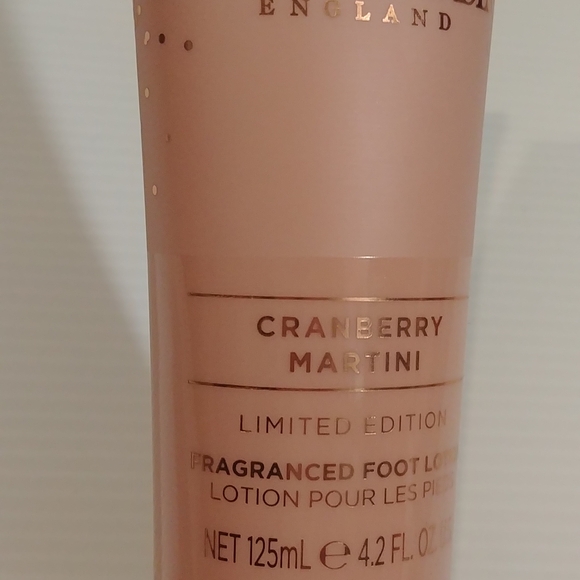 ENGLAND
CRANBERRY
MARTINI
LIMITED EDITION
FRAGRANCED FOOT
LOTION POUR LES
NET 125mL e 4.2 FL.